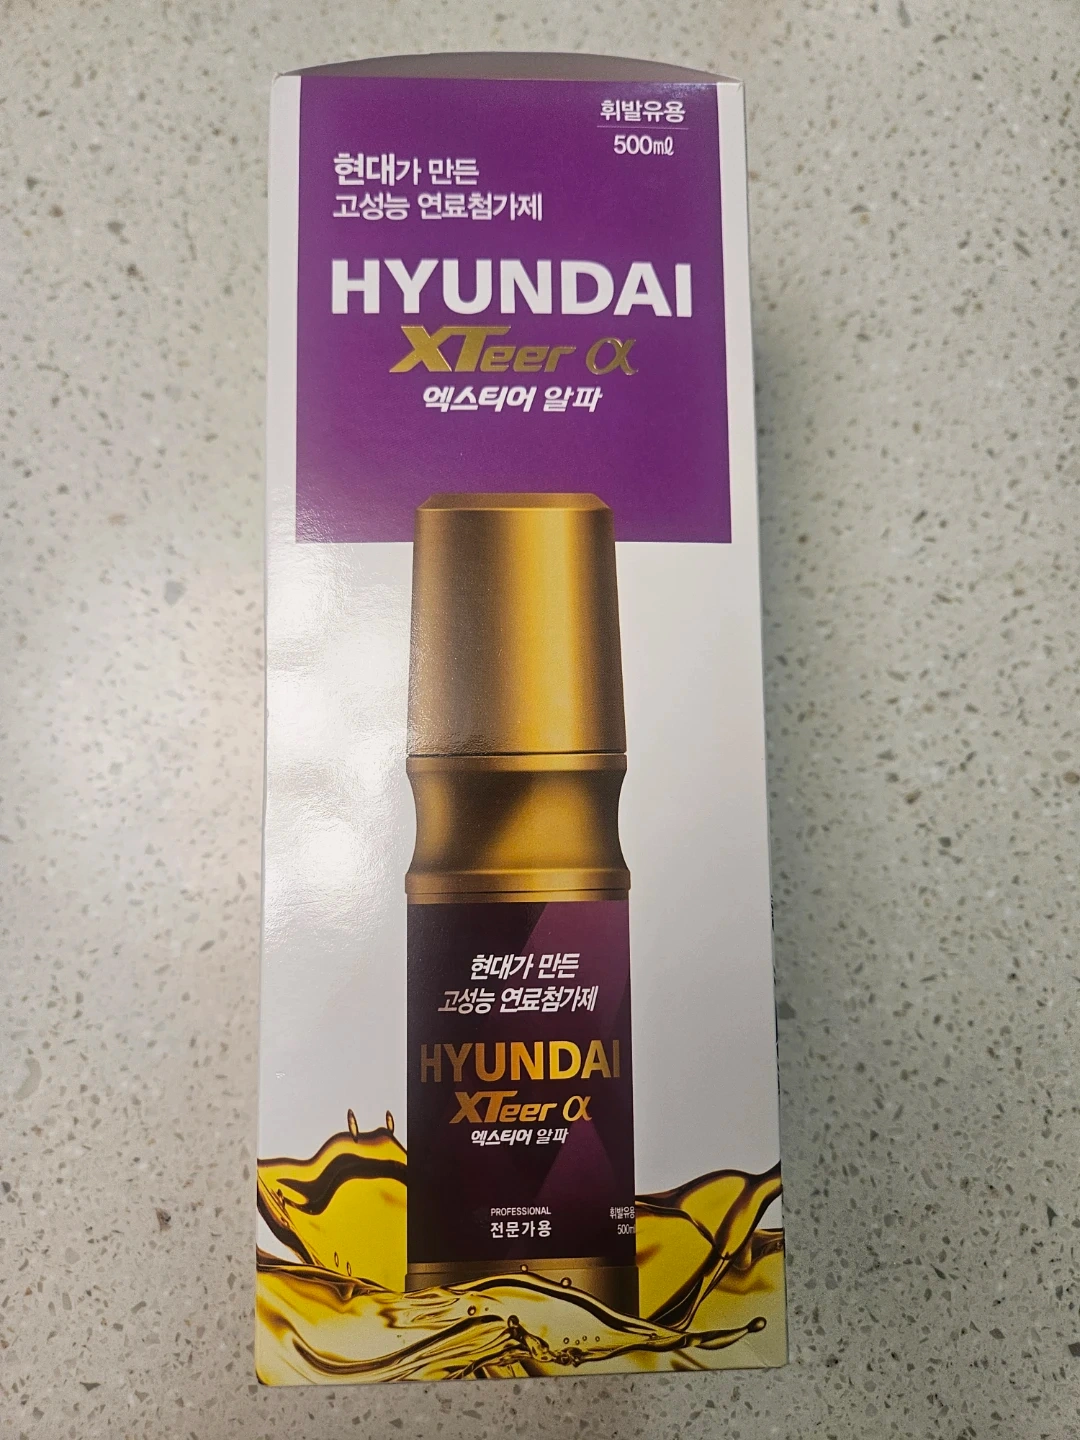 휘발유용
500㎖
현대가 만든
고성능 연료첨가제
HYUNDAI
XTeer α
엑스티어 알파
현대가 만든
고성능 연료첨가제
HYUNDAI
XTeer α
엑스티어 알파
PROFESSIONAL
전문가용
휘발유용
500m